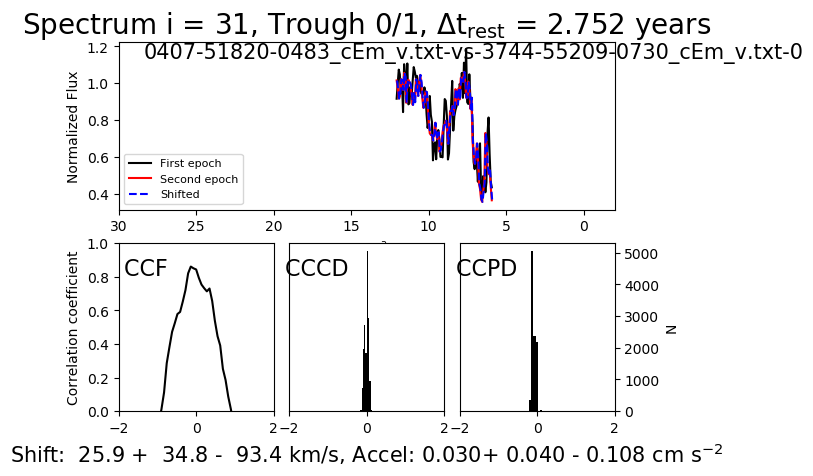 Spectrum i = 31, Trough 0/1, Δt_rest = 2.752 years
0407-51820-0483_cEm_v.txt-vs-3744-55209-0730_cEm_v.txt-0
1.2
1.0
0.8
0.6
0.4
Normalized Flux
First epoch
Second epoch
Shifted
30 25 20 15 10 5 0
1.0
0.8
0.6
0.4
0.2
0.0
Correlation coefficient
CCF
CCCD
CCPD
5000
4000
3000
2000
1000
0
N
−2 0 2
−2 0 2
−2 0 2
Shift: 25.9 + 34.8 - 93.4 km/s, Accel: 0.030+ 0.040 - 0.108 cm s⁻²